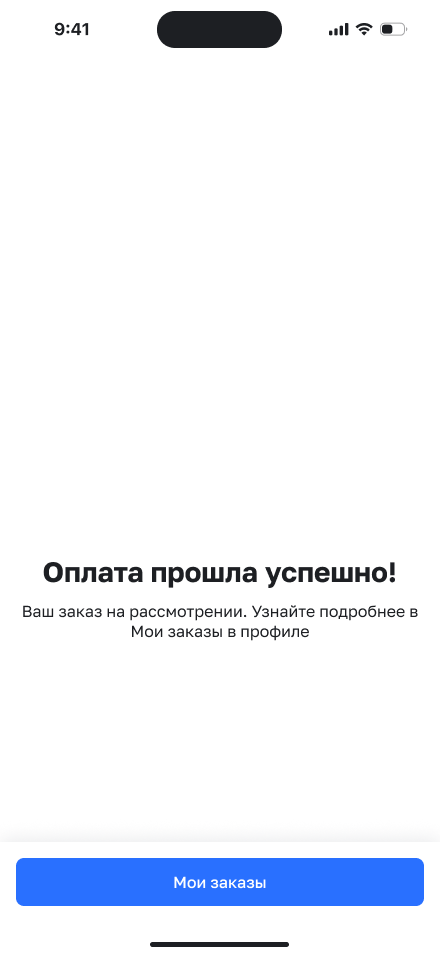 9:41
Оплата прошла успешно!
Ваш заказ на рассмотрении. Узнайте подробнее в
Мои заказы в профиле
Мои заказы